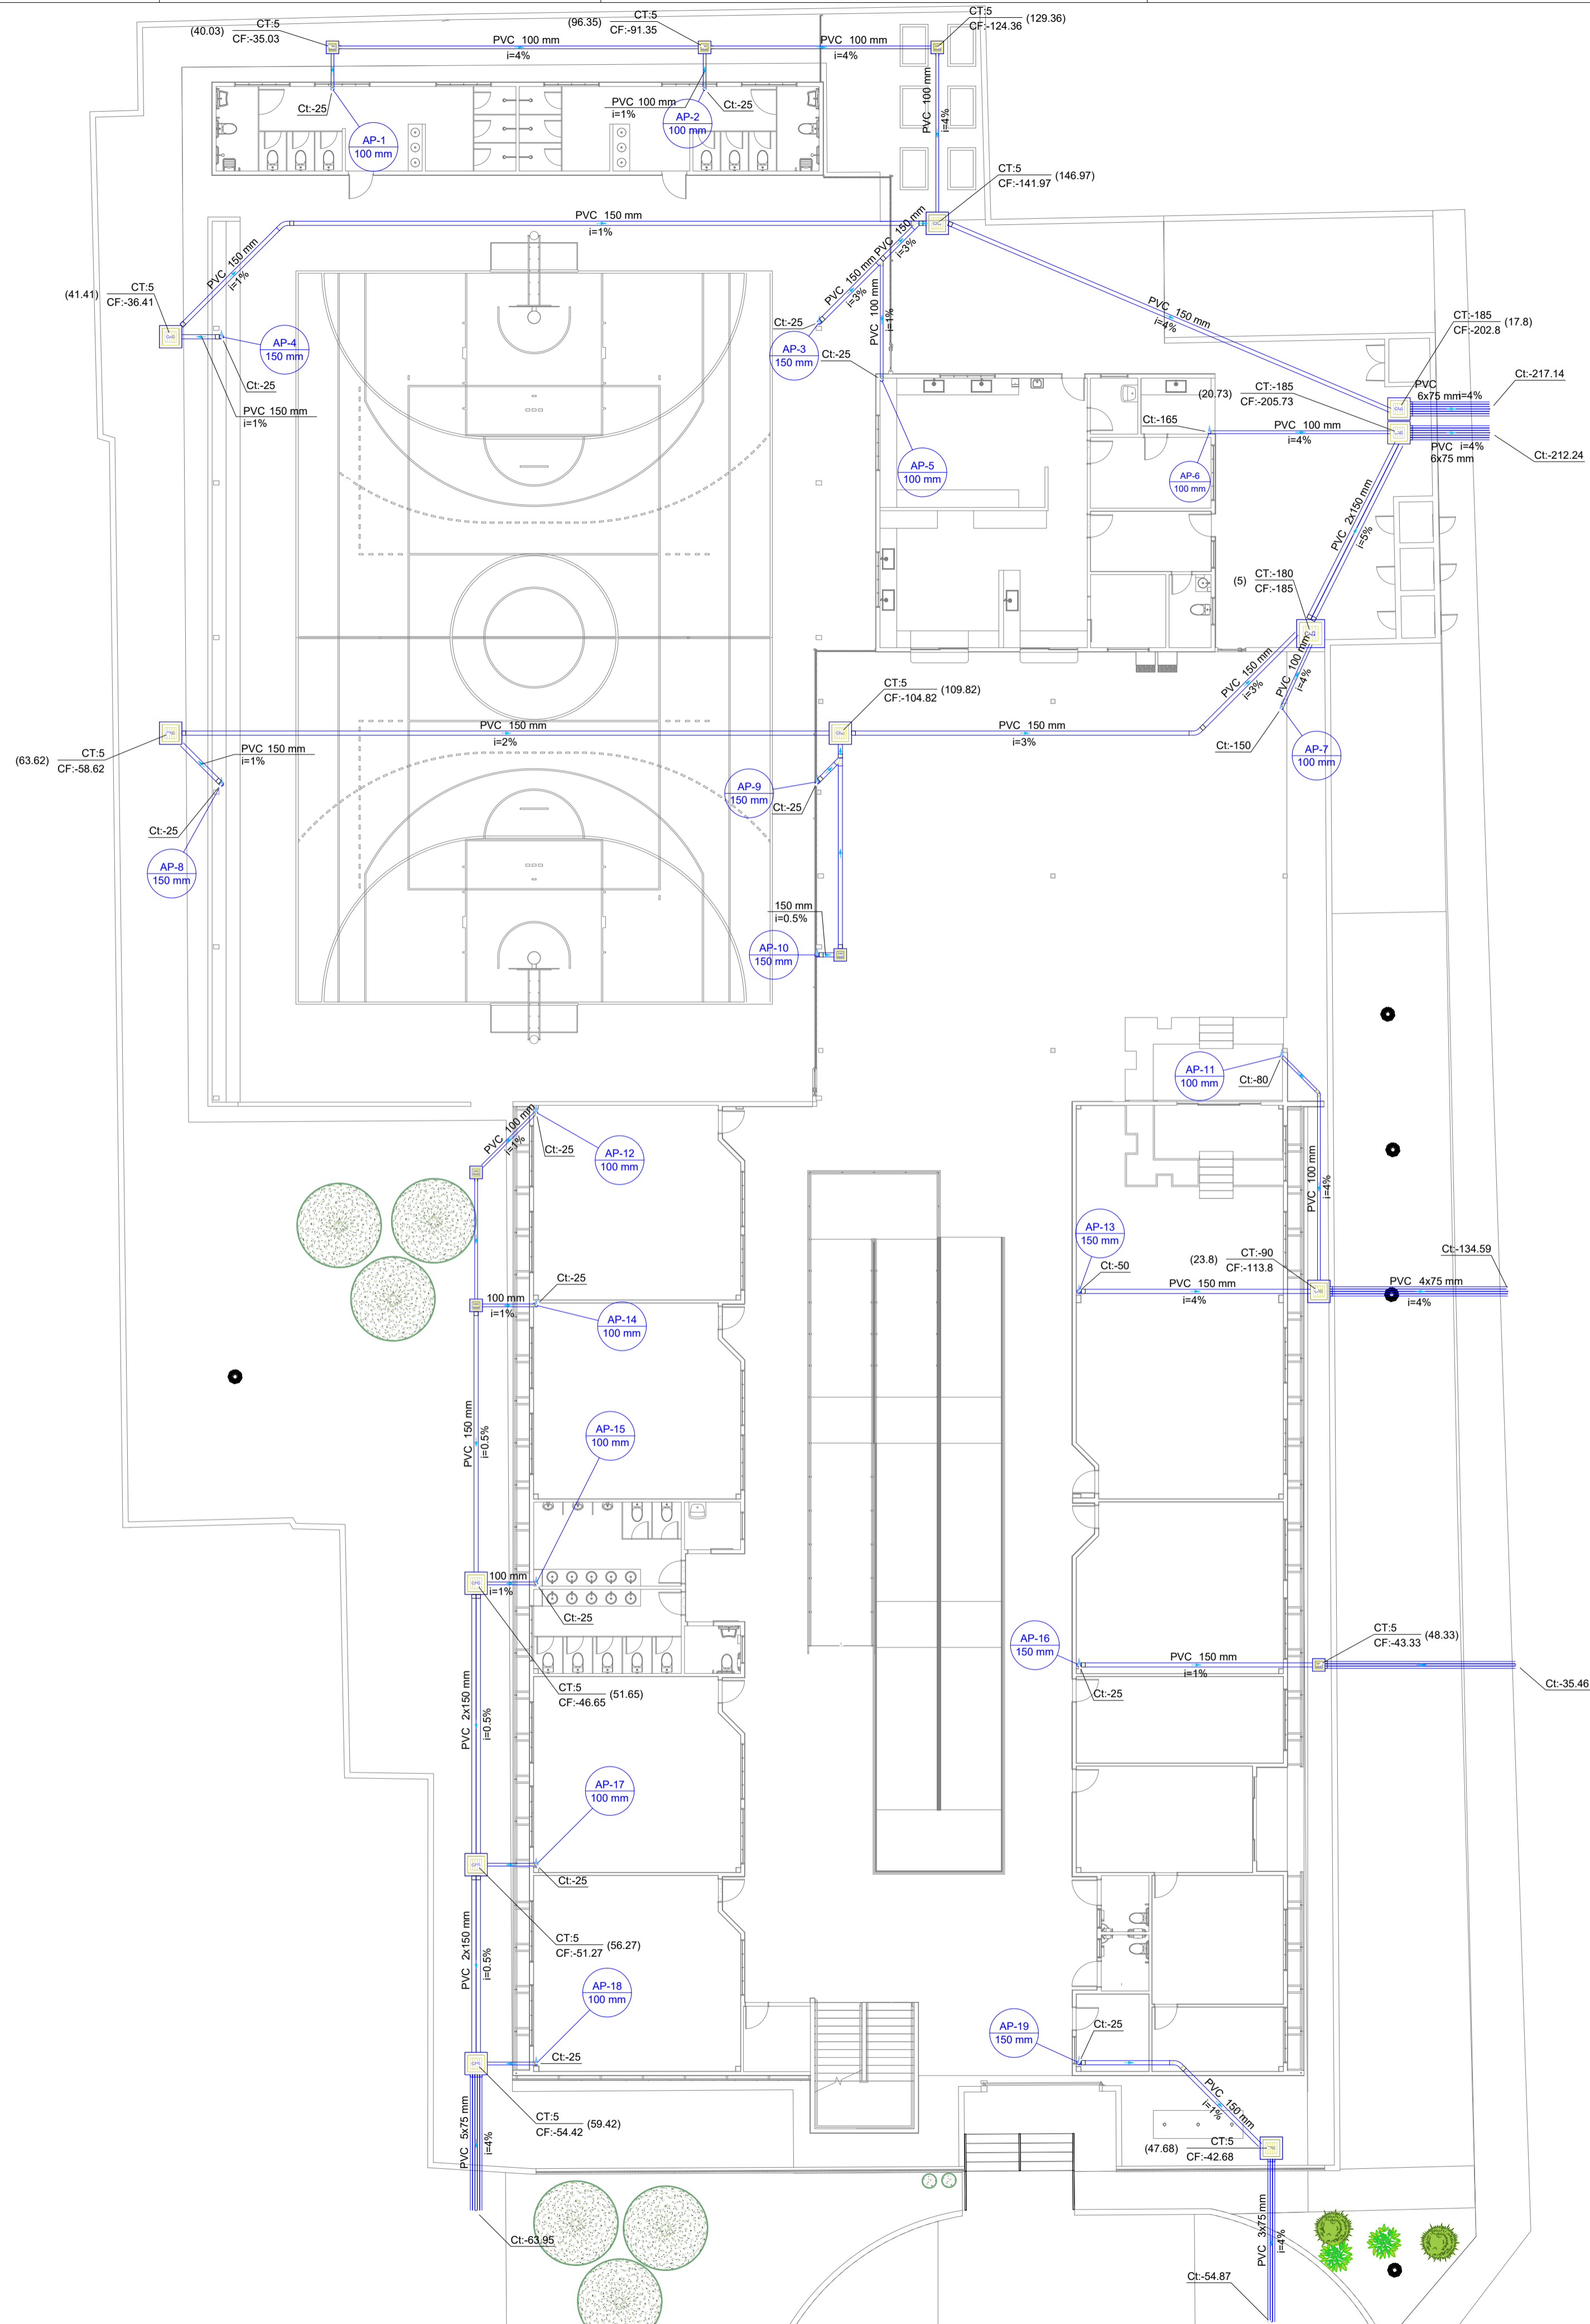 CT:5
(40.03)
CF:-35.03
CT:5
(96.35)
CF:-91.35
CT:5
(129.36)
CF:-124.36
PVC 100 mm
i=4%
PVC 100 mm
i=4%
Ct:-25
PVC 100 mm
i=1%
Ct:-25
AP-1
100 mm
AP-2
100 mm
PVC 100 mm
i=4%
CT:5
(146.97)
CF:-141.97
PVC 150 mm
i=1%
PVC 150 mm
i=1%
PVC 150 mm
i=3%
PVC 150 mm
i=3%
PVC 100 mm
i=1%
CT:5
(41.41)
CF:-36.41
AP-4
150 mm
Ct:-25
PVC 150 mm
i=1%
Ct:-25
AP-3
150 mm
Ct:-25
PVC 150 mm
i=4%
CT:-185
(17.8)
CF:-202.8
Ct:-217.14
PVC
6x75 mm
i=4%
CT:-185
(20.73)
CF:-205.73
Ct:-165
PVC 100 mm
i=4%
PVC i=4%
6x75 mm
Ct:-212.24
AP-5
100 mm
AP-6
100 mm
PVC 2x150 mm
i=5%
CT:-180
(5)
CF:-185
PVC 150 mm
i=3%
PVC 100 mm
i=4%
Ct:-150
AP-7
100 mm
CT:5
(109.82)
CF:-104.82
PVC 150 mm
i=2%
PVC 150 mm
i=3%
CT:5
(63.62)
CF:-58.62
PVC 150 mm
i=1%
Ct:-25
AP-8
150 mm
AP-9
150 mm
Ct:-25
150 mm
i=0.5%
AP-10
150 mm
AP-11
100 mm
Ct:-80
PVC 100 mm
i=1%
Ct:-25
AP-12
100 mm
PVC 100 mm
i=4%
AP-13
150 mm
Ct:-50
CT:-90
(23.8)
CF:-113.8
Ct:-134.59
PVC 150 mm
i=4%
PVC 4x75 mm
i=4%
Ct:-25
100 mm
i=1%
AP-14
100 mm
PVC 150 mm
i=0.5%
AP-15
100 mm
100 mm
i=1%
Ct:-25
CT:5
(51.65)
CF:-46.65
PVC 2x150 mm
i=0.5%
AP-16
150 mm
Ct:-25
PVC 150 mm
i=1%
CT:5
(48.33)
CF:-43.33
Ct:-35.46
AP-17
100 mm
Ct:-25
CT:5
(56.27)
CF:-51.27
PVC 2x150 mm
i=0.5%
AP-18
100 mm
Ct:-25
CT:5
(59.42)
CF:-54.42
PVC 5x75 mm
i=4%
Ct:-63.95
AP-19
150 mm
Ct:-25
PVC 150 mm
i=1%
CT:5
(47.68)
CF:-42.68
PVC 3x75 mm
i=4%
Ct:-54.87